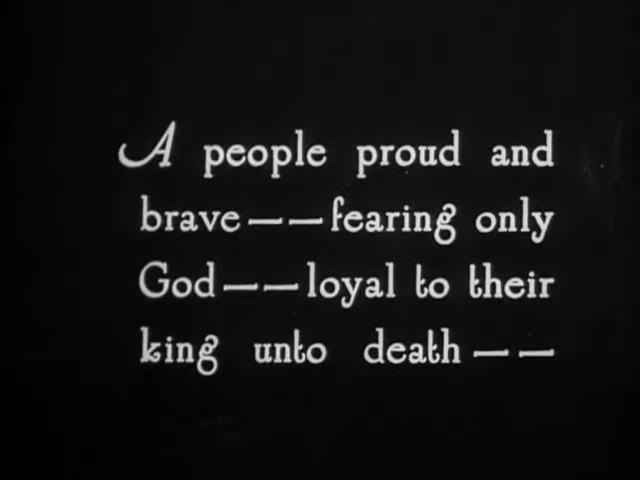 A people proud and
brave——fearing only
God——loyal to their
king unto death——